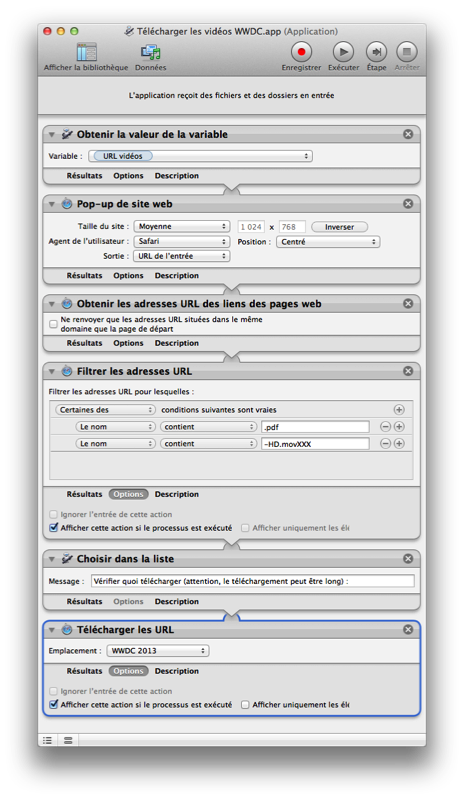 Télécharger les vidéos WWDC.app (Application)
Afficher la bibliothèque Données Enregistrer Exécuter Étape Arrêter
L'application reçoit des fichiers et des dossiers en entrée
Obtenir la valeur de la variable
Variable : URL vidéos
Résultats Options Description
Pop-up de site web
Taille du site : Moyenne 1 024 x 768 Inverser
Agent de l'utilisateur : Safari Position : Centré
Sortie : URL de l'entrée
Résultats Options Description
Obtenir les adresses URL des liens des pages web
Ne renvoyer que les adresses URL situées dans le même
domaine que la page de départ
Résultats Options Description
Filtrer les adresses URL
Filtrer les adresses URL pour lesquelles :
Certaines des conditions suivantes sont vraies
Le nom contient .pdf
Le nom contient -HD.movXXX
Résultats Options Description
Ignorer l'entrée de cette action
Afficher cette action si le processus est exécuté Afficher uniquement les éle
Choisir dans la liste
Message : Vérifier quoi télécharger (attention, le téléchargement peut être long) :
Résultats Options Description
Télécharger les URL
Emplacement : WWDC 2013
Résultats Options Description
Ignorer l'entrée de cette action
Afficher cette action si le processus est exécuté Afficher uniquement les éle